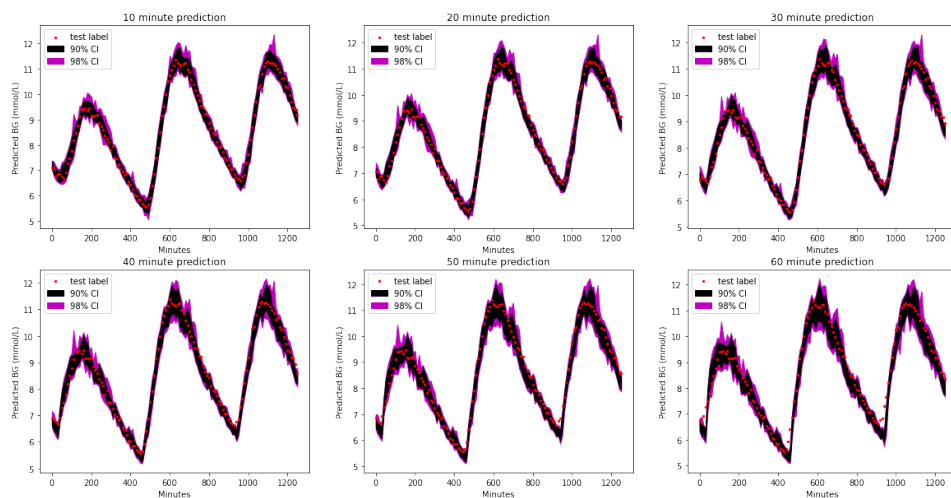 10 minute prediction
12
11
10
9
8
7
6
5
Predicted BG (mmol/L)
test label
90% CI
98% CI
0 200 400 600 800 1000 1200
Minutes
20 minute prediction
12
11
10
9
8
7
6
5
Predicted BG (mmol/L)
test label
90% CI
98% CI
0 200 400 600 800 1000 1200
Minutes
30 minute prediction
12
11
10
9
8
7
6
5
Predicted BG (mmol/L)
test label
90% CI
98% CI
0 200 400 600 800 1000 1200
Minutes
40 minute prediction
12
11
10
9
8
7
6
5
Predicted BG (mmol/L)
test label
90% CI
98% CI
0 200 400 600 800 1000 1200
Minutes
50 minute prediction
12
11
10
9
8
7
6
5
Predicted BG (mmol/L)
test label
90% CI
98% CI
0 200 400 600 800 1000 1200
Minutes
60 minute prediction
12
11
10
9
8
7
6
5
Predicted BG (mmol/L)
test label
90% CI
98% CI
0 200 400 600 800 1000 1200
Minutes